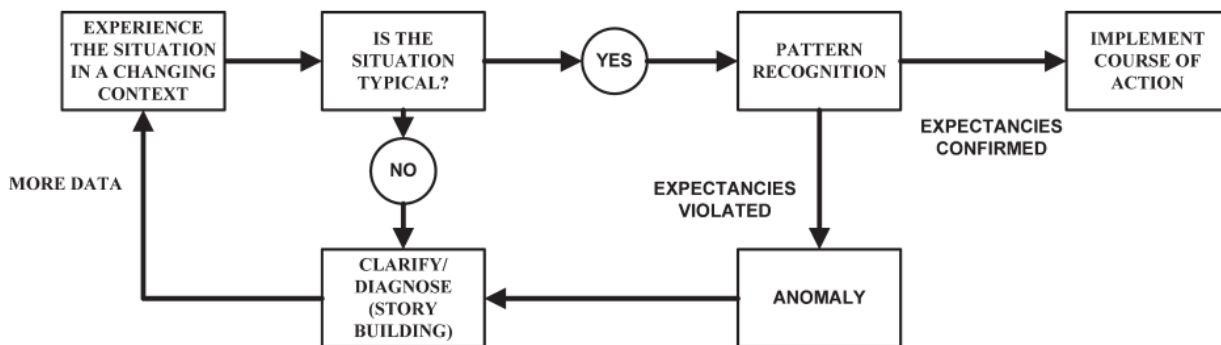 EXPERIENCE
THE SITUATION
IN A CHANGING
CONTEXT
IS THE
SITUATION
TYPICAL?
YES
PATTERN
RECOGNITION
IMPLEMENT
COURSE OF
ACTION
EXPECTANCIES
CONFIRMED
NO
MORE DATA
EXPECTANCIES
VIOLATED
CLARIFY/
DIAGNOSE
(STORY
BUILDING)
ANOMALY